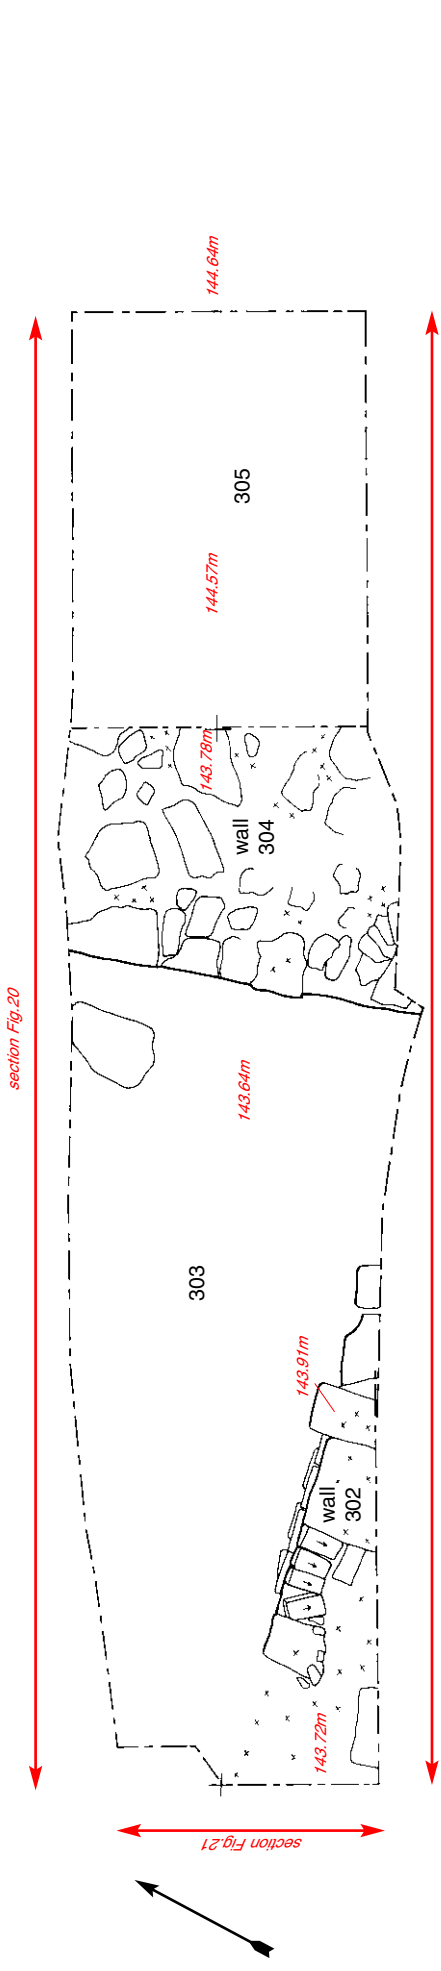 144.64m
305
144.57m
143.78m
wall
304
section Fig.20
143.64m
303
143.91m
wall
302
143.72m
section Fig.21